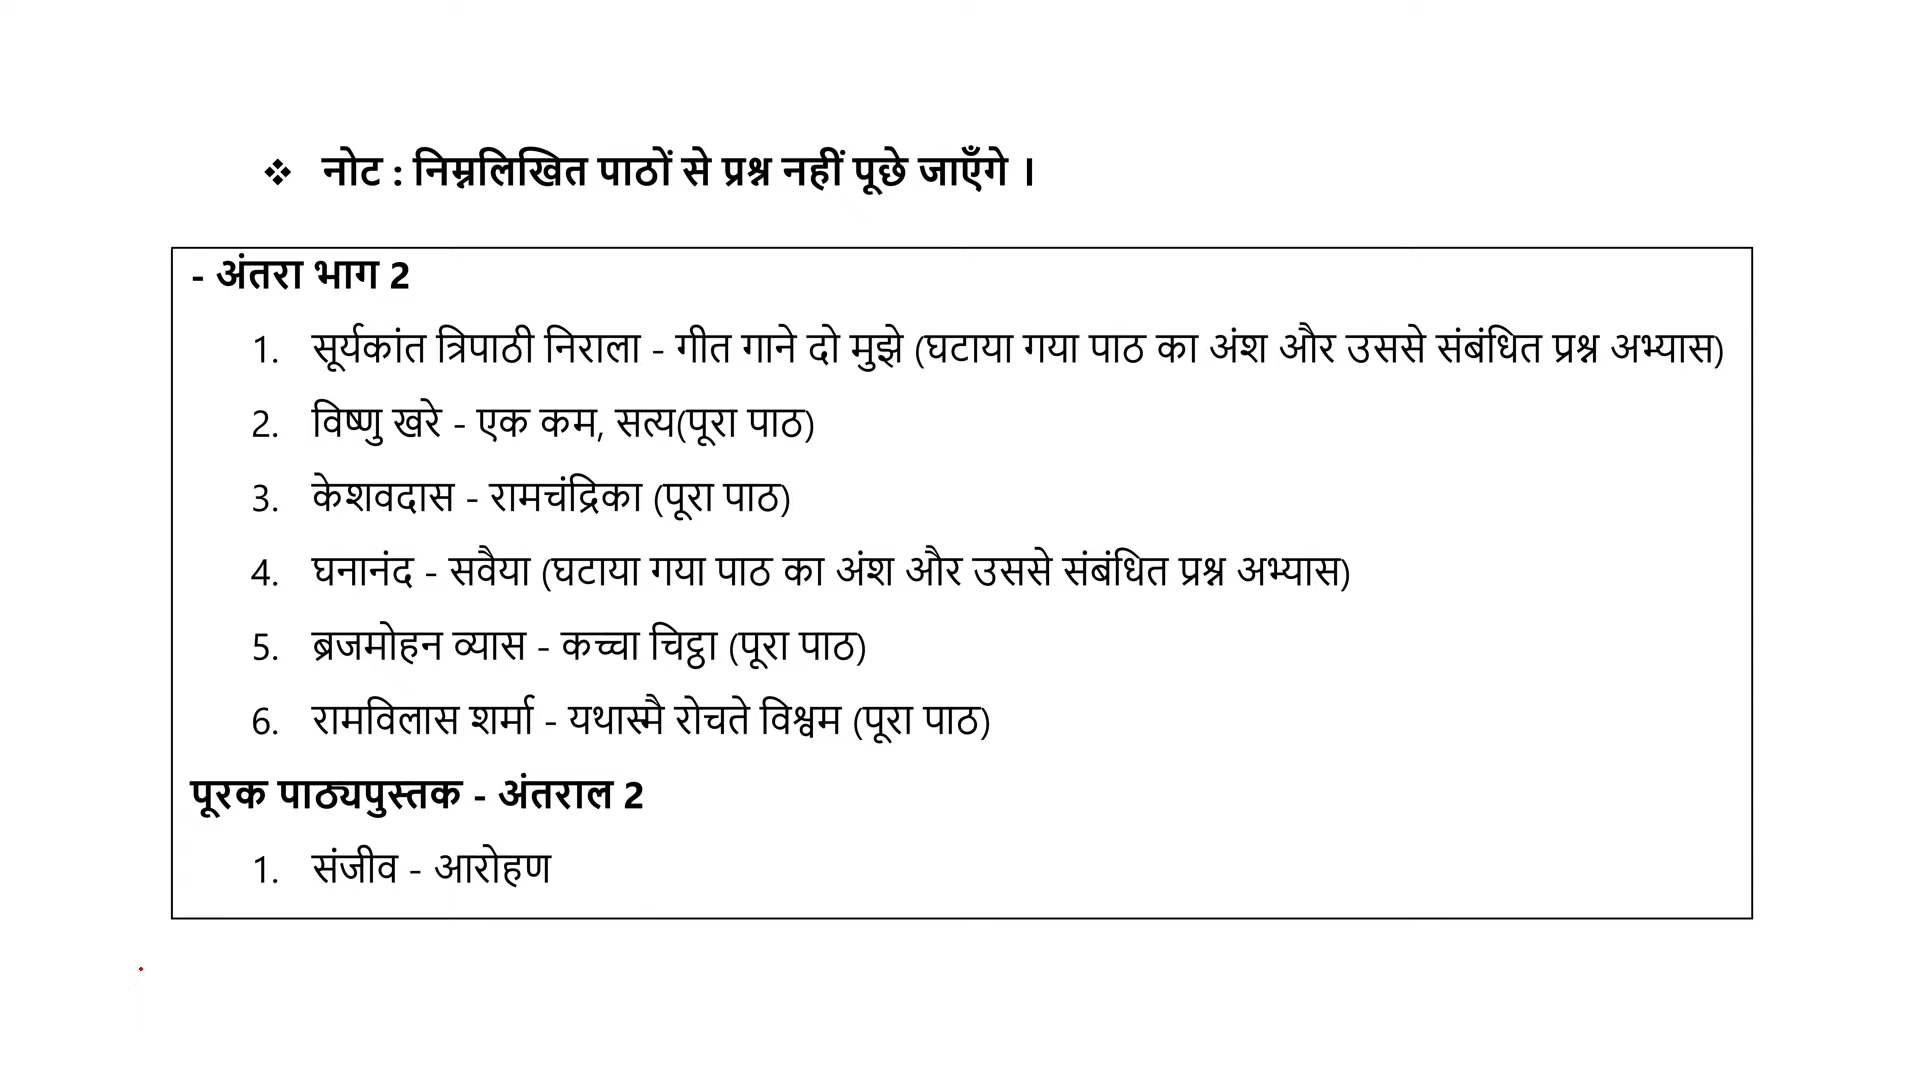 ❖ नोट : निम्नलिखित पाठों से प्रश्न नहीं पूछे जाएँगे ।
- अंतरा भाग 2
1. सूर्यकांत त्रिपाठी निराला - गीत गाने दो मुझे (घटाया गया पाठ का अंश और उससे संबंधित प्रश्न अभ्यास)
2. विष्णु खरे - एक कम, सत्य(पूरा पाठ)
3. केशवदास - रामचंद्रिका (पूरा पाठ)
4. घनानंद - सवैया (घटाया गया पाठ का अंश और उससे संबंधित प्रश्न अभ्यास)
5. ब्रजमोहन व्यास - कच्चा चिट्ठा (पूरा पाठ)
6. रामविलास शर्मा - यथास्मै रोचते विश्वम (पूरा पाठ)
पूरक पाठ्यपुस्तक - अंतराल 2
1. संजीव - आरोहण